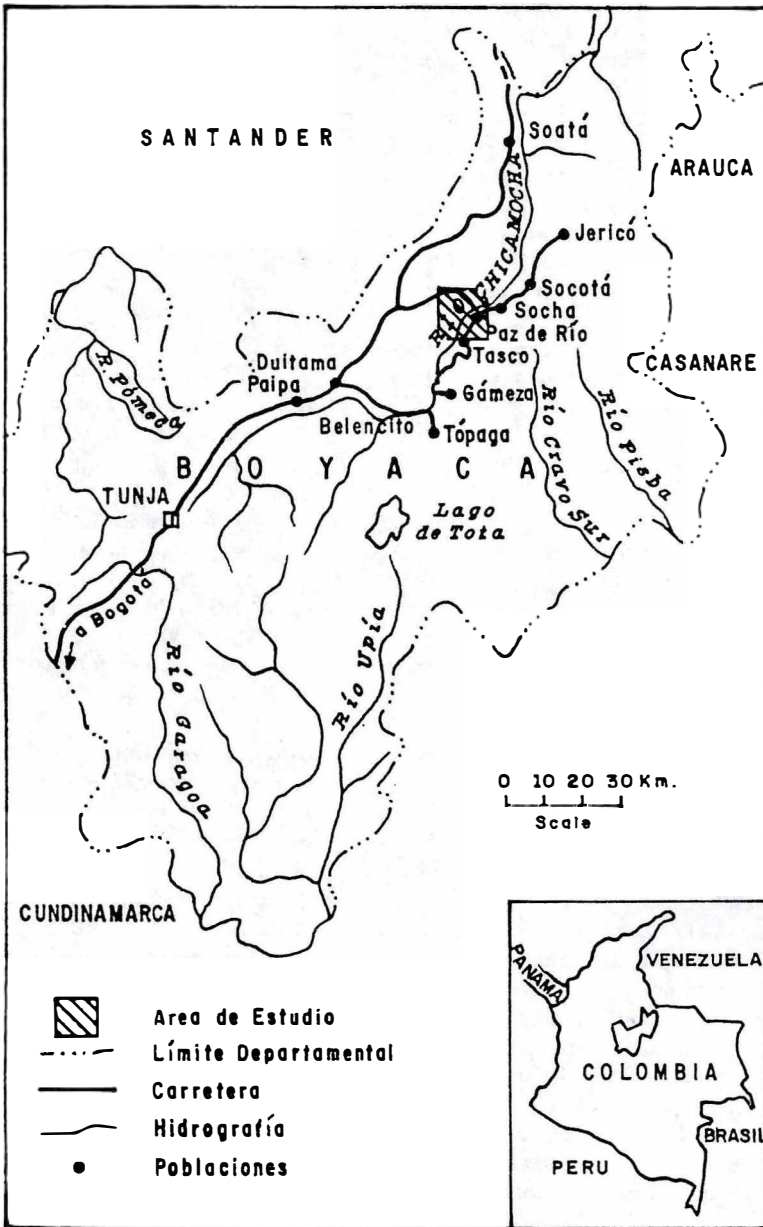 SANTANDER
Soatá
ARAUCA
Río CHICAMOCHA
Jericó
Socotá
Socha
Paz de Río
Tasco
CASANARE
R. Pómeca
Duitama
Paipa
Gámeza
Belencito
Tópaga
Río Cravo Sur
Río Pisba
BOYACA
TUNJA
Lago
de Tota
a Bogotá
Río Garagoa
Río Upía
0 10 20 30 Km.
Scale
CUNDINAMARCA
PANAMA
VENEZUELA
COLOMBIA
BRASIL
PERU
Area de Estudio
Límite Departamental
Carretera
Hidrografía
Poblaciones